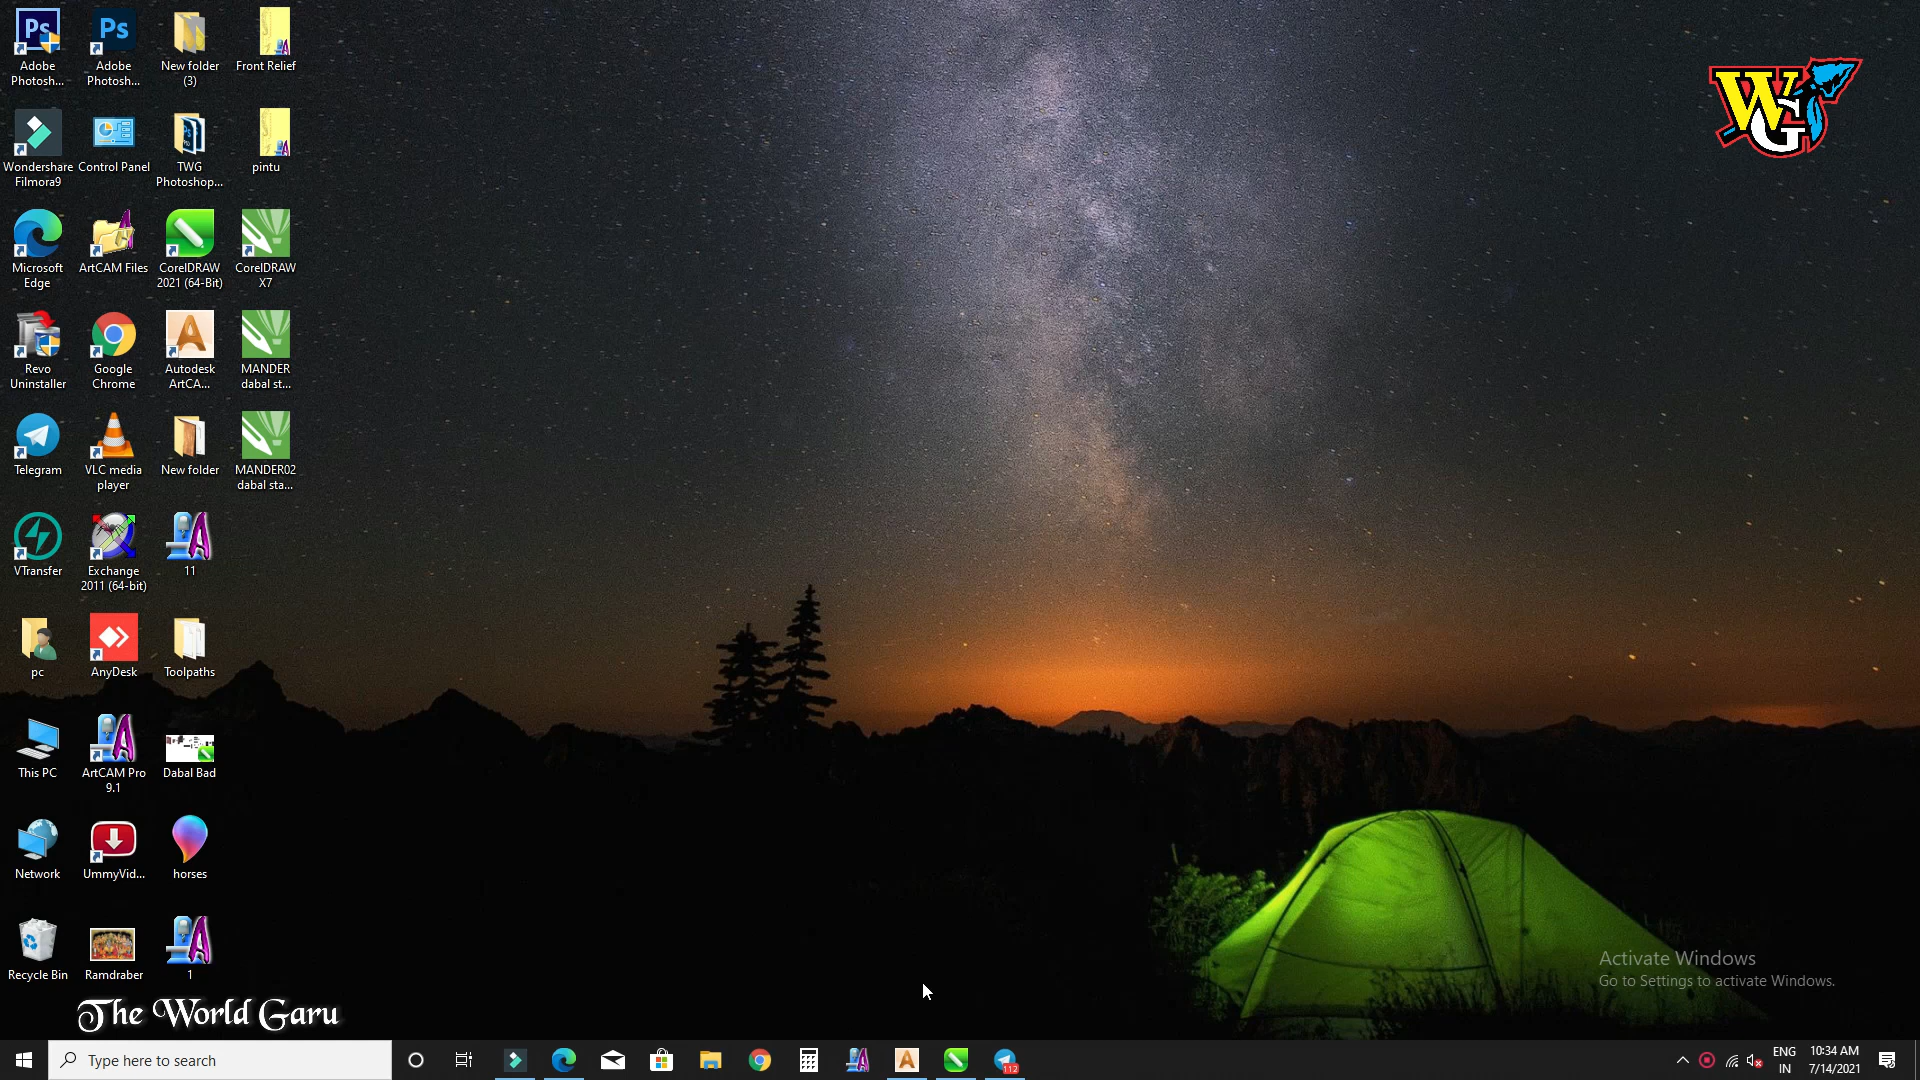 Ps
Adobe
Photosh...
Ps
Adobe
Photosh...
New folder
(3)
Front Relief
Wondershare
Filmora9
Control Panel
TWG
Photoshop...
pintu
Microsoft
Edge
ArtCAM Files
CorelDRAW
2021 (64-Bit)
CorelDRAW
X7
Revo
Uninstaller
Google
Chrome
Autodesk
ArtCA...
MANDER
dabal st...
Telegram
VLC media
player
New folder
MANDER02
dabal sta...
VTransfer
Exchange
2011 (64-bit)
11
pc
AnyDesk
Toolpaths
This PC
ArtCAM Pro
9.1
Dabal Bad
Network
UmmyVid...
horses
Recycle Bin
Ramdraber
1
The World Garu
WG
Activate Windows
Go to Settings to activate Windows.
Type here to search
112
ENG
IN
10:34 AM
7/14/2021